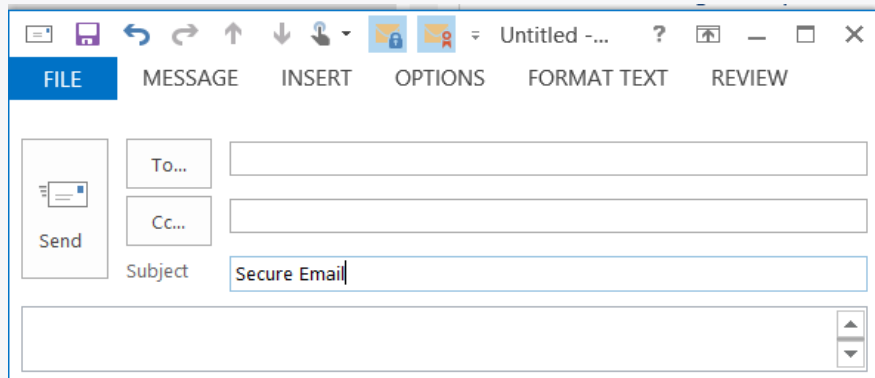 Untitled -... ?
FILE MESSAGE INSERT OPTIONS FORMAT TEXT REVIEW
To...
Cc...
Send
Subject Secure Email